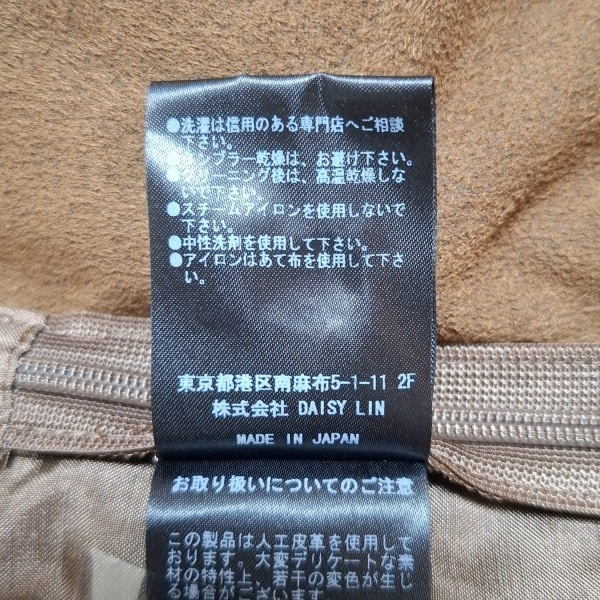 ●洗濯は信用のある専門店へご相談
下さい。
●タンブラー乾燥は、お避け下さい。
●クリーニング後は、高温乾燥しな
いで下さい。
●スチームアイロンを使用しないで
下さい。
●中性洗剤を使用して下さい。
●アイロンはあて布を使用して下さ
い。
東京都港区南麻布5-1-11 2F
株式会社 DAISY LIN
MADE IN JAPAN
お取り扱いについてのご注意
この製品は人工皮革を使用して
おります。大変デリケートな素
材の特性上、若干の変色が生じ
る場合がございます。